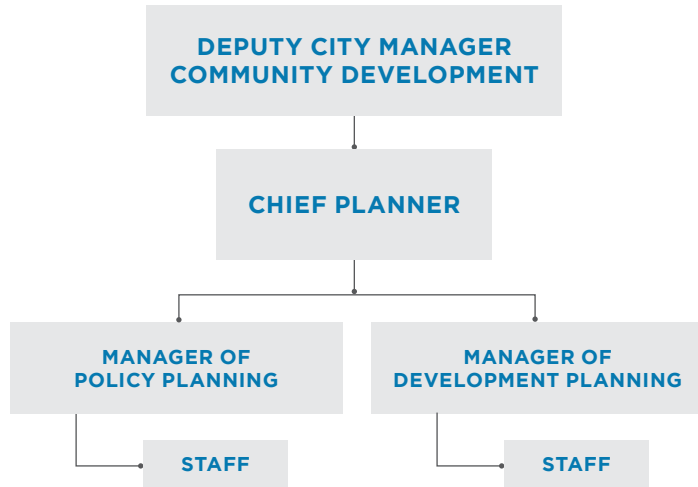 DEPUTY CITY MANAGER
COMMUNITY DEVELOPMENT
CHIEF PLANNER
MANAGER OF
POLICY PLANNING
MANAGER OF
DEVELOPMENT PLANNING
STAFF
STAFF